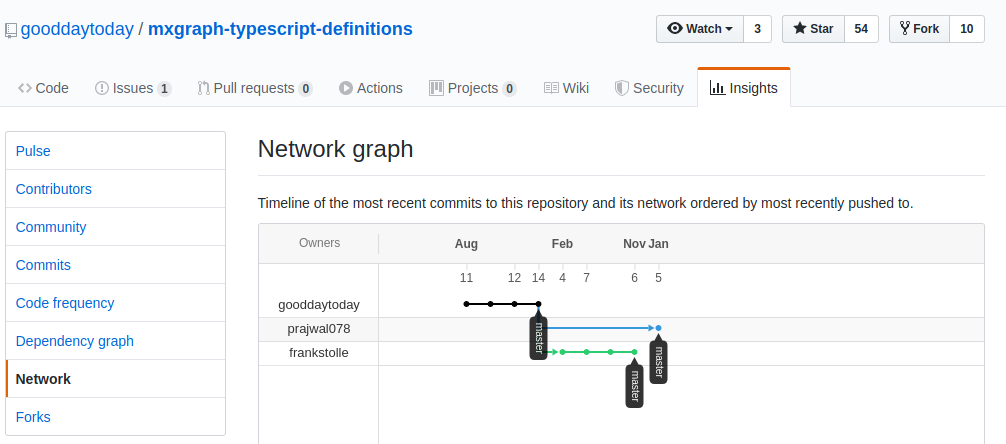 gooddaytoday / mxgraph-typescript-definitions
Watch 3 Star 54 Fork 10
Code Issues 1 Pull requests 0 Actions Projects 0 Wiki Security Insights
Pulse
Contributors
Community
Commits
Code frequency
Dependency graph
Network
Forks
Network graph
Timeline of the most recent commits to this repository and its network ordered by most recently pushed to.
Owners Aug Feb Nov Jan
11 12 14 4 7 6 5
gooddaytoday
prajwal078
frankstolle
master
master
master